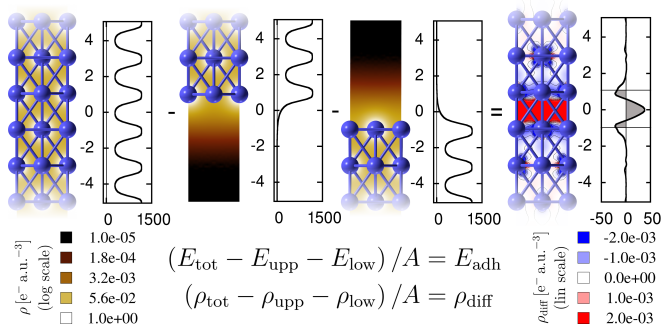 4
2
0
-2
-4
0 1500
-
4
2
0
-2
-4
0 1500
-
4
2
0
-2
-4
0 1500
=
4
2
0
-2
-4
-50 0 50
ρ [e⁻ a.u.⁻³]
(log scale)
1.0e-05
1.8e-04
3.2e-03
5.6e-02
1.0e+00
(E_tot − E_upp − E_low) /A = E_adh
(ρ_tot − ρ_upp − ρ_low) /A = ρ_diff
ρ_diff [e⁻ a.u.⁻³]
(lin scale)
-2.0e-03
-1.0e-03
0.0e+00
1.0e-03
2.0e-03